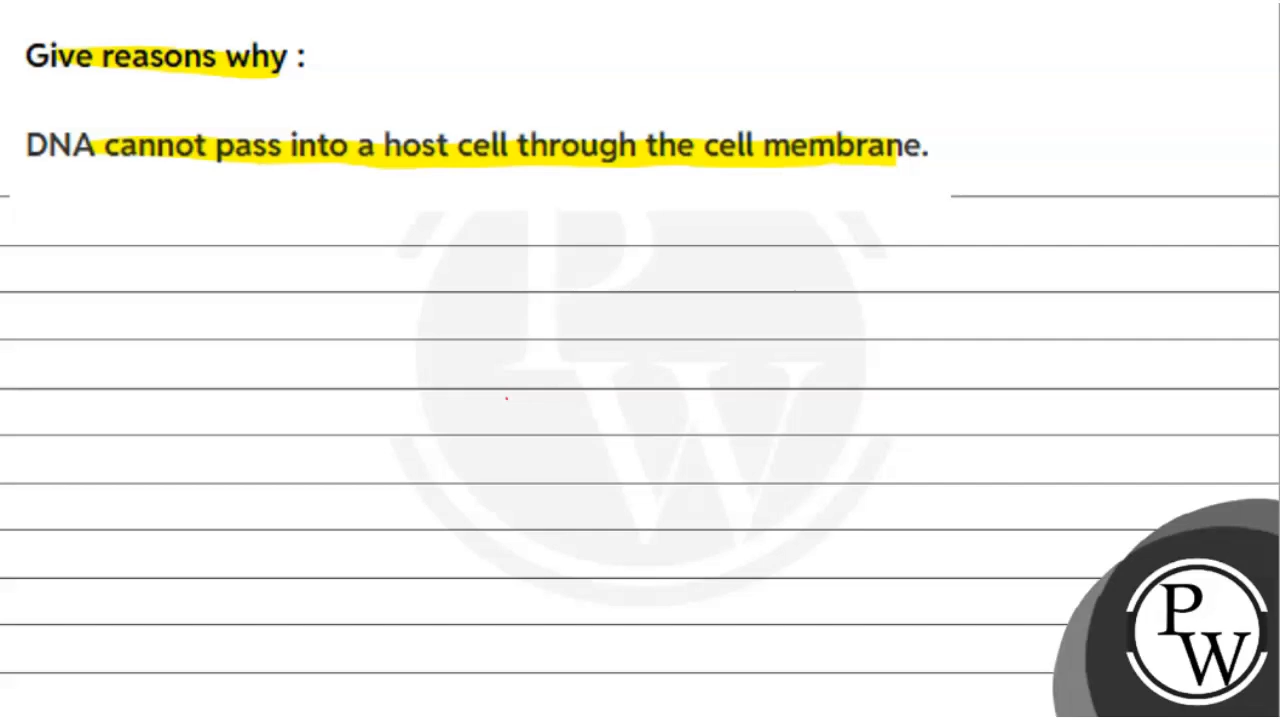 Give reasons why :
DNA cannot pass into a host cell through the cell membrane.
P
W
P
W